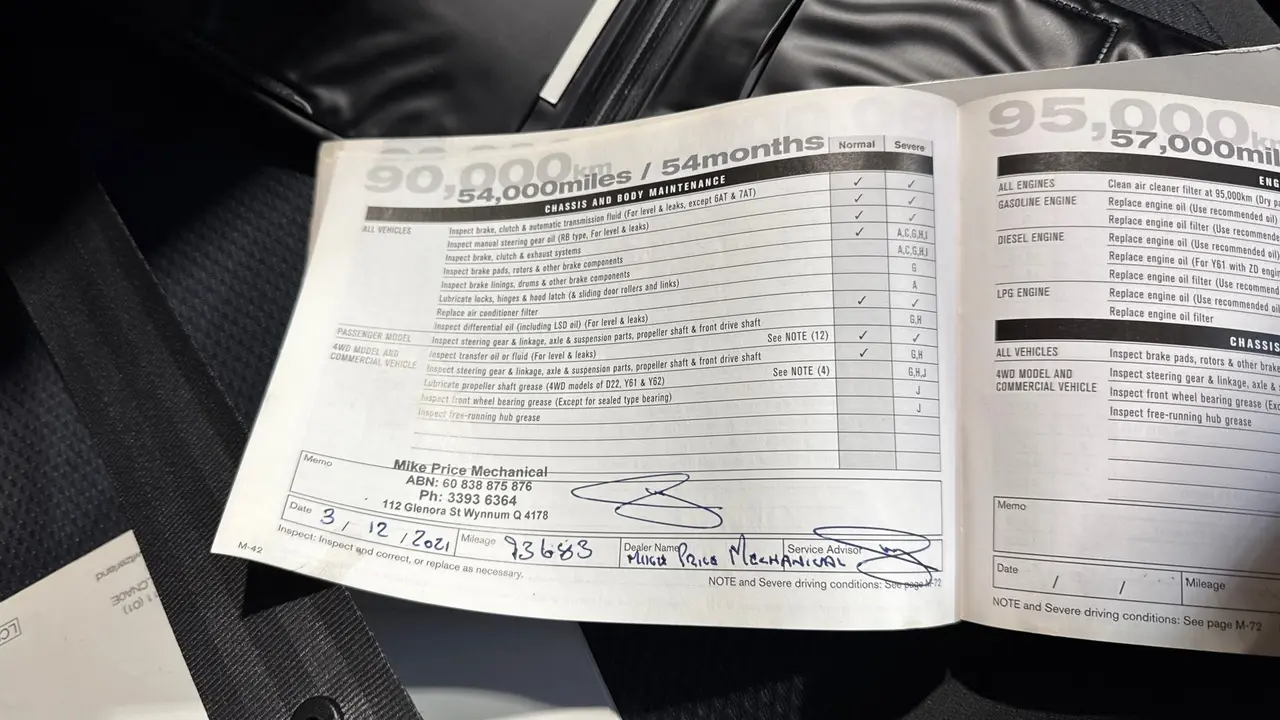 90,000km
54,000miles / 54months
Normal Severe
CHASSIS AND BODY MAINTENANCE
ALL VEHICLES Inspect brake, clutch & automatic transmission fluid (For level & leaks, except 6AT & 7AT) ✓ ✓
Inspect manual steering gear oil (RB type, For level & leaks) ✓ ✓
Inspect brake, clutch & exhaust systems ✓ ✓
Inspect brake pads, rotors & other brake components ✓ A,C,G,H,I
Inspect brake linings, drums & other brake components A,C,G,H,I
Lubricate locks, hinges & hood latch (& sliding door rollers and links) G
Replace air conditioner filter A
Inspect differential oil (including LSD oil) (For level & leaks) ✓ ✓
PASSENGER MODEL Inspect steering gear & linkage, axle & suspension parts, propeller shaft & front drive shaft G,H
4WD MODEL AND COMMERCIAL VEHICLE Inspect transfer oil or fluid (For level & leaks) See NOTE (12) ✓ ✓
Inspect steering gear & linkage, axle & suspension parts, propeller shaft & front drive shaft ✓ G,H
Lubricate propeller shaft grease (4WD models of D22, Y61 & Y62) See NOTE (4) G,H,J
Inspect front wheel bearing grease (Except for sealed type bearing) J
Inspect free-running hub grease J
Memo
Mike Price Mechanical
ABN: 60 838 875 876
Ph: 3393 6364
112 Glenora St Wynnum Q 4178
Date 3 / 12 / 2021 Mileage 93683 Dealer Name Mike Price Mechanical Service Advisor
Inspect: Inspect and correct, or replace as necessary.
M-42
NOTE and Severe driving conditions: See page M-72
95,000km
57,000mil
ENG
ALL ENGINES Clean air cleaner filter at 95,000km (Dry pa
GASOLINE ENGINE Replace engine oil (Use recommended oil)
Replace engine oil filter (Use recommende
DIESEL ENGINE Replace engine oil (Use recommended oil)
Replace engine oil (For Y61 with ZD engin
Replace engine oil filter (Use recommended
LPG ENGINE Replace engine oil (Use recommended oil
Replace engine oil filter
CHASSIS
ALL VEHICLES Inspect brake pads, rotors & other brake
4WD MODEL AND COMMERCIAL VEHICLE Inspect steering gear & linkage, axle &
Inspect front wheel bearing grease (Exc
Inspect free-running hub grease
Memo
Date / / Mileage
NOTE and Severe driving conditions: See page M-72